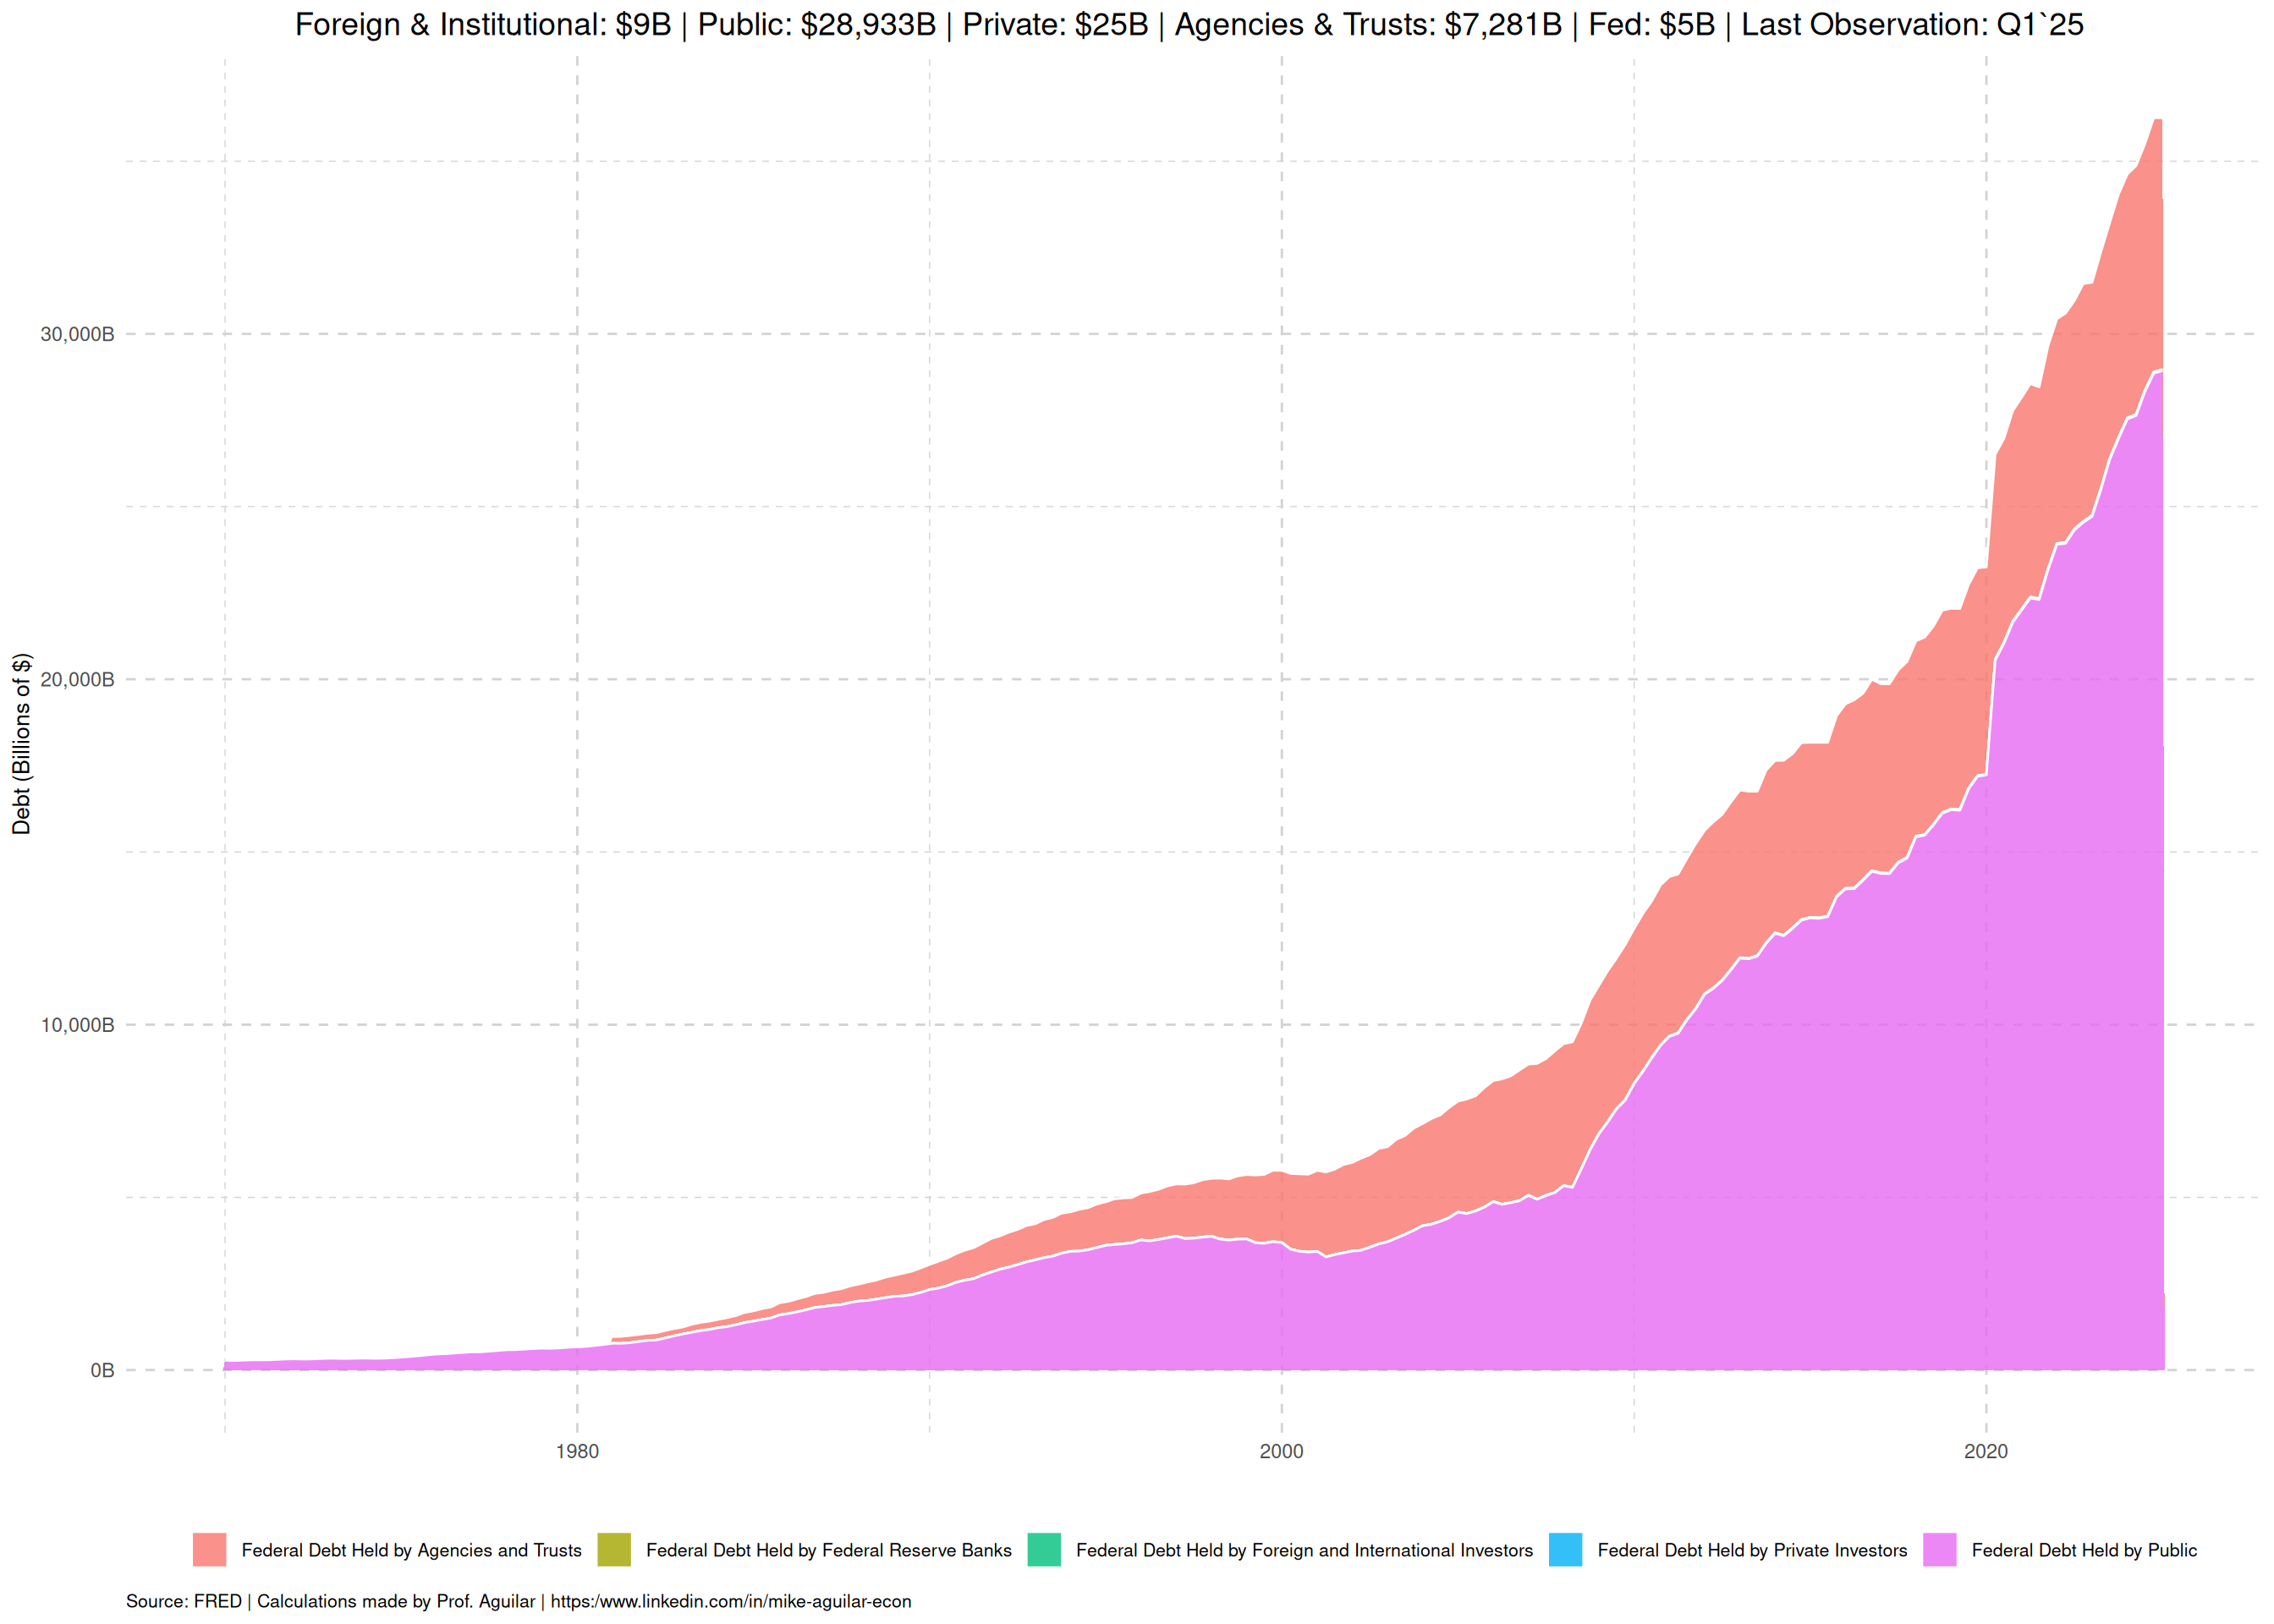 Foreign & Institutional: $9B | Public: $28,933B | Private: $25B | Agencies & Trusts: $7,281B | Fed: $5B | Last Observation: Q1`25
Debt (Billions of $)
30,000B
20,000B
10,000B
0B
1980 2000 2020
Federal Debt Held by Agencies and Trusts Federal Debt Held by Federal Reserve Banks Federal Debt Held by Foreign and International Investors Federal Debt Held by Private Investors Federal Debt Held by Public
Source: FRED | Calculations made by Prof. Aguilar | https:/www.linkedin.com/in/mike-aguilar-econ